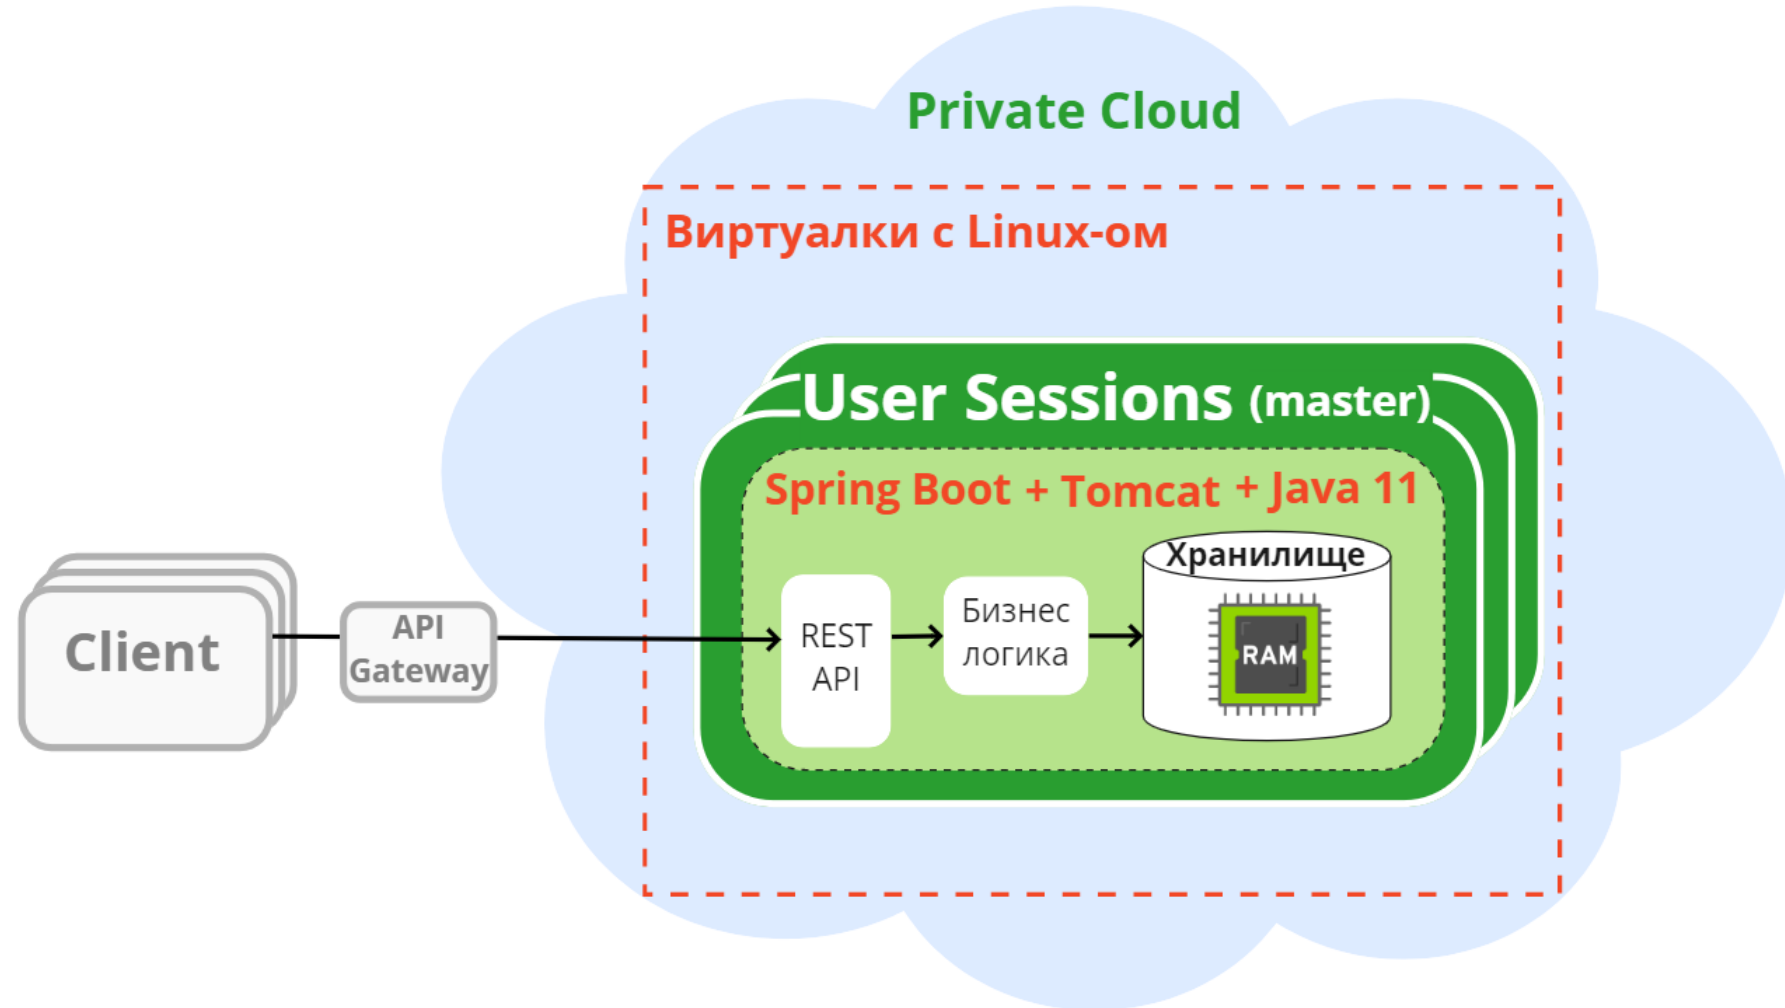 Private Cloud
Виртуалки с Linux-ом
User Sessions (master)
Spring Boot + Tomcat + Java 11
Client
API
Gateway
REST
API
Бизнес
логика
Хранилище
RAM